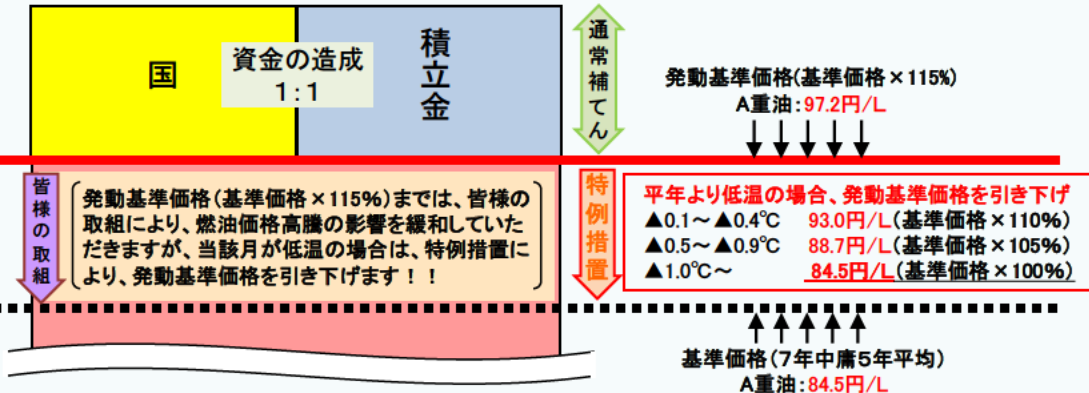 国
資金の造成
1:1
積立金
通常補てん
発動基準価格(基準価格×115%)
A重油:97.2円/L
皆様の取組
発動基準価格(基準価格×115%)までは、皆様の
取組により、燃油価格高騰の影響を緩和していた
だきますが、当該月が低温の場合は、特例措置に
より、発動基準価格を引き下げます!!
特例措置
平年より低温の場合、発動基準価格を引き下げ
▲0.1~▲0.4℃ 93.0円/L(基準価格×110%)
▲0.5~▲0.9℃ 88.7円/L(基準価格×105%)
▲1.0℃~ 84.5円/L(基準価格×100%)
基準価格(7年中庸5年平均)
A重油:84.5円/L